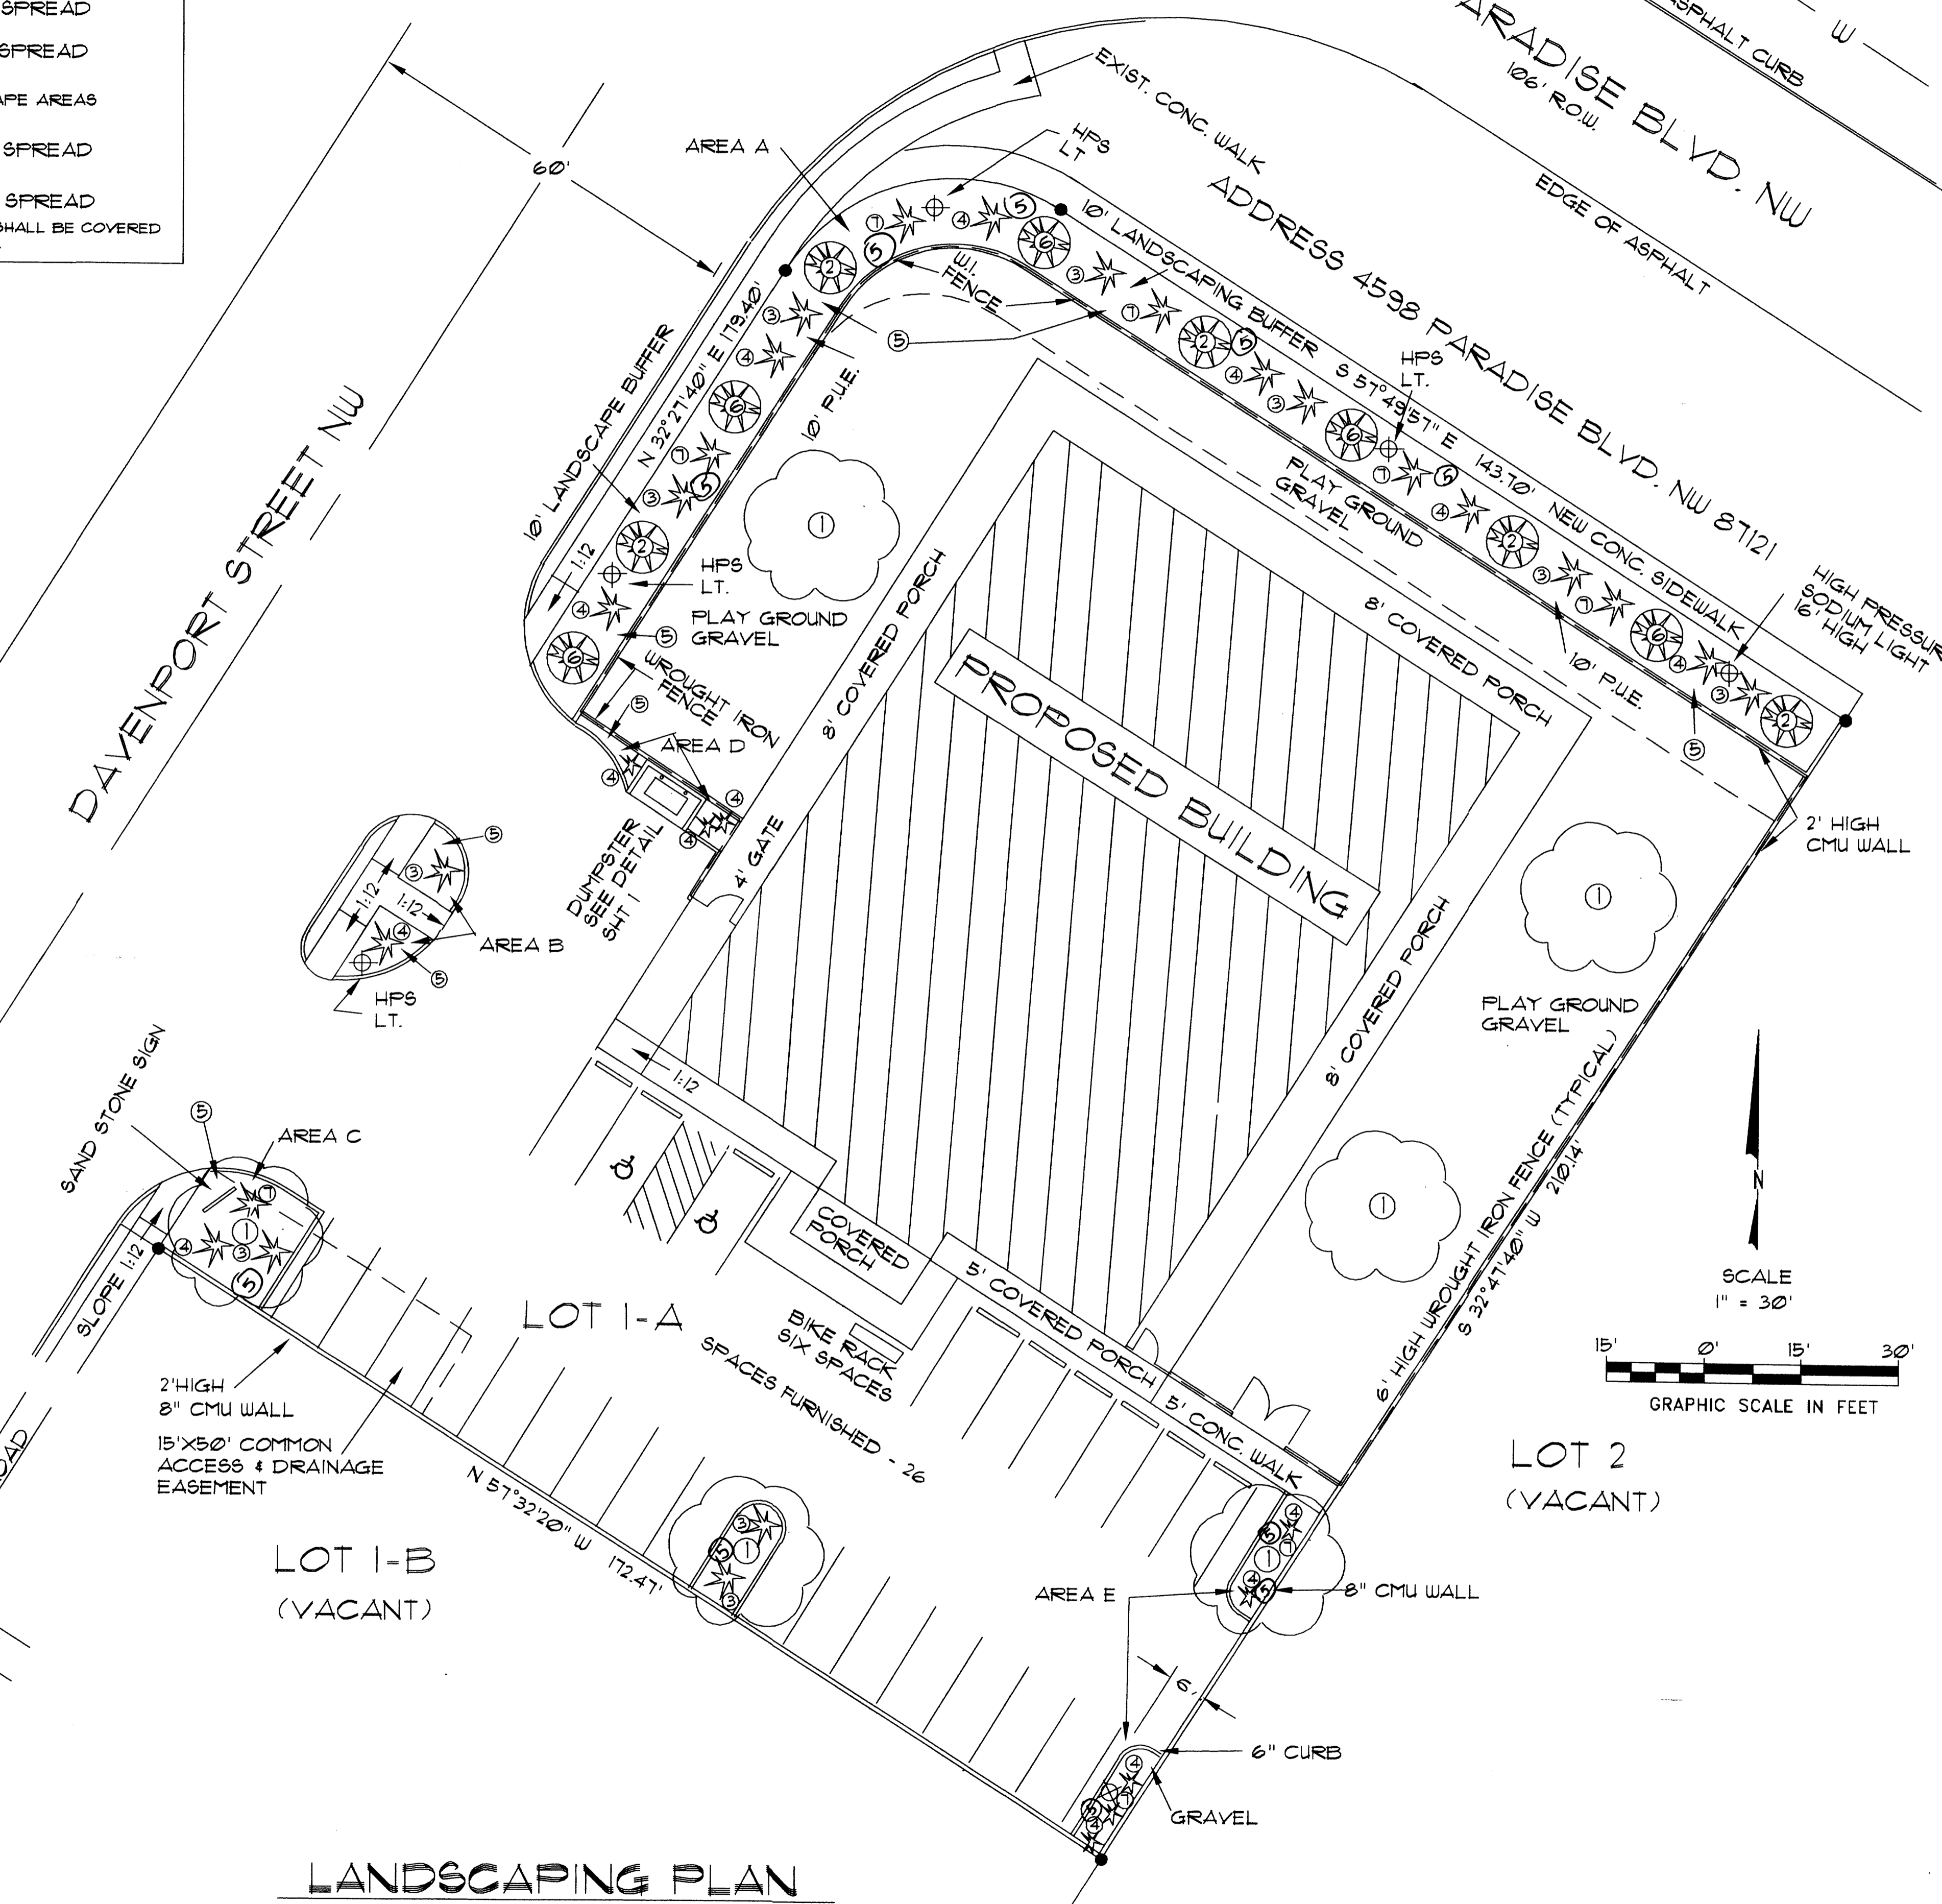 SPREAD
SPREAD
APE AREAS
SPREAD
SPREAD
SHALL BE COVERED
ARADISE BLVD. NW
106' R.O.W.
ASPHALT CURB
W
EDGE OF ASPHALT
EXIST. CONC. WALK
ADDRESS 4598 PARADISE BLVD. NW 87121
60'
AREA A
HPS
LT
10' LANDSCAPING BUFFER
S 57°49'57" E 143.70'
NEW CONC. SIDEWALK
HPS
LT.
HIGH PRESSUR
SODIUM LIGHT
16' HIGH
W.I.
FENCE
10' LANDSCAPE BUFFER
N 32°27'40" E 179.40'
10' P.U.E.
1:12
HPS
LT.
PLAY GROUND
GRAVEL
PLAY GROUND
GRAVEL
10' P.U.E.
WROUGHT IRON
FENCE
8' COVERED PORCH
8' COVERED PORCH
PROPOSED BUILDING
AREA D
DUMPSTER
SEE DETAIL
SHT 1
4' GATE
DAVENPORT STREET NW
1:12
1:12
AREA B
HPS
LT.
2' HIGH
CMU WALL
8' COVERED PORCH
PLAY GROUND
GRAVEL
6' HIGH WROUGHT IRON FENCE (TYPICAL)
S 32°47'40" W 210.14'
SAND STONE SIGN
AREA C
SLOPE 1:12
1:12
COVERED
PORCH
5' COVERED PORCH
5' CONC. WALK
BIKE RACK
SIX SPACES
SPACES FURNISHED - 26
LOT 1-A
N
SCALE
1" = 30'
15' 0' 15' 30'
GRAPHIC SCALE IN FEET
2'HIGH
8" CMU WALL
15'X50' COMMON
ACCESS & DRAINAGE
EASEMENT
OAD
N 57°32'20" W 172.47'
LOT 1-B
(VACANT)
LOT 2
(VACANT)
AREA E
8" CMU WALL
6'
6" CURB
GRAVEL
LANDSCAPING PLAN